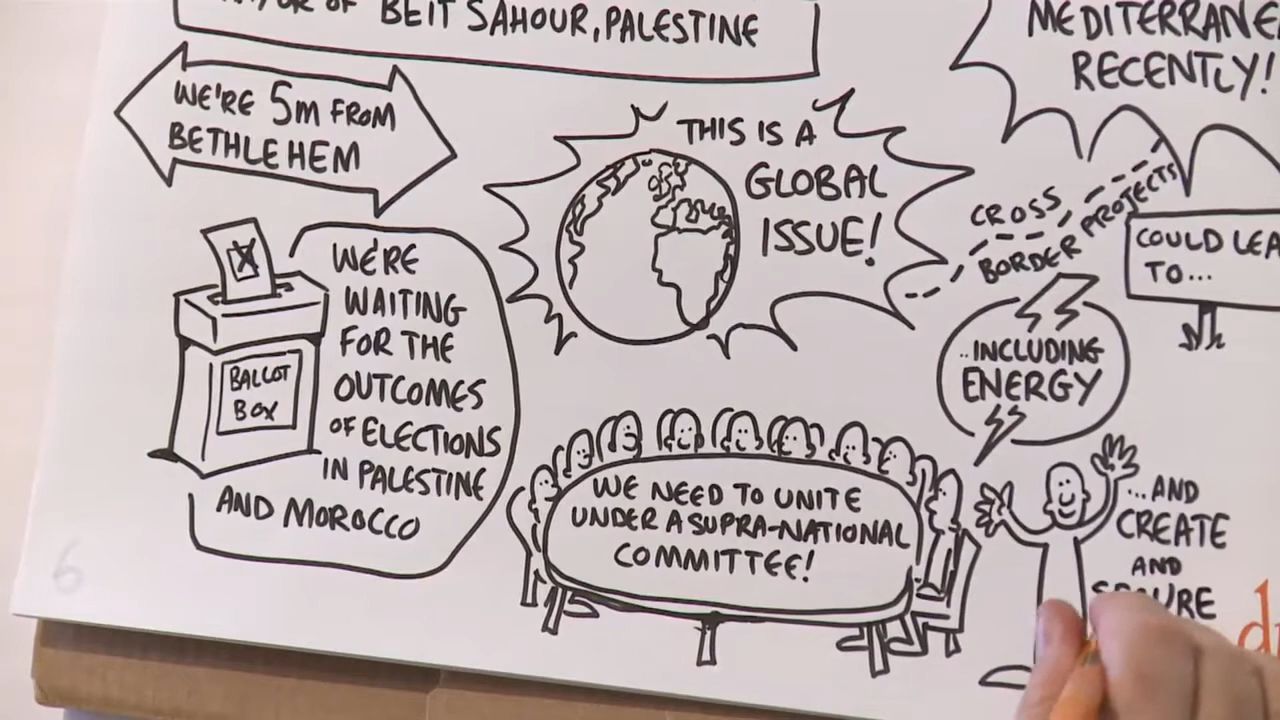 OF BEIT SAHOUR, PALESTINE
WE'RE 5m FROM
BETHLEHEM
THIS IS A
GLOBAL
ISSUE!
RECENTLY!
CROSS
BORDER PROJECTS
COULD
TO...
..INCLUDING
ENERGY
WE'RE
WAITING
FOR THE
OUTCOMES
OF ELECTIONS
IN PALESTINE
AND MOROCCO
BALLOT
BOX
WE NEED TO UNITE
UNDER A SUPRA-NATIONAL
COMMITTEE!
...AND
CREATE
AND
6